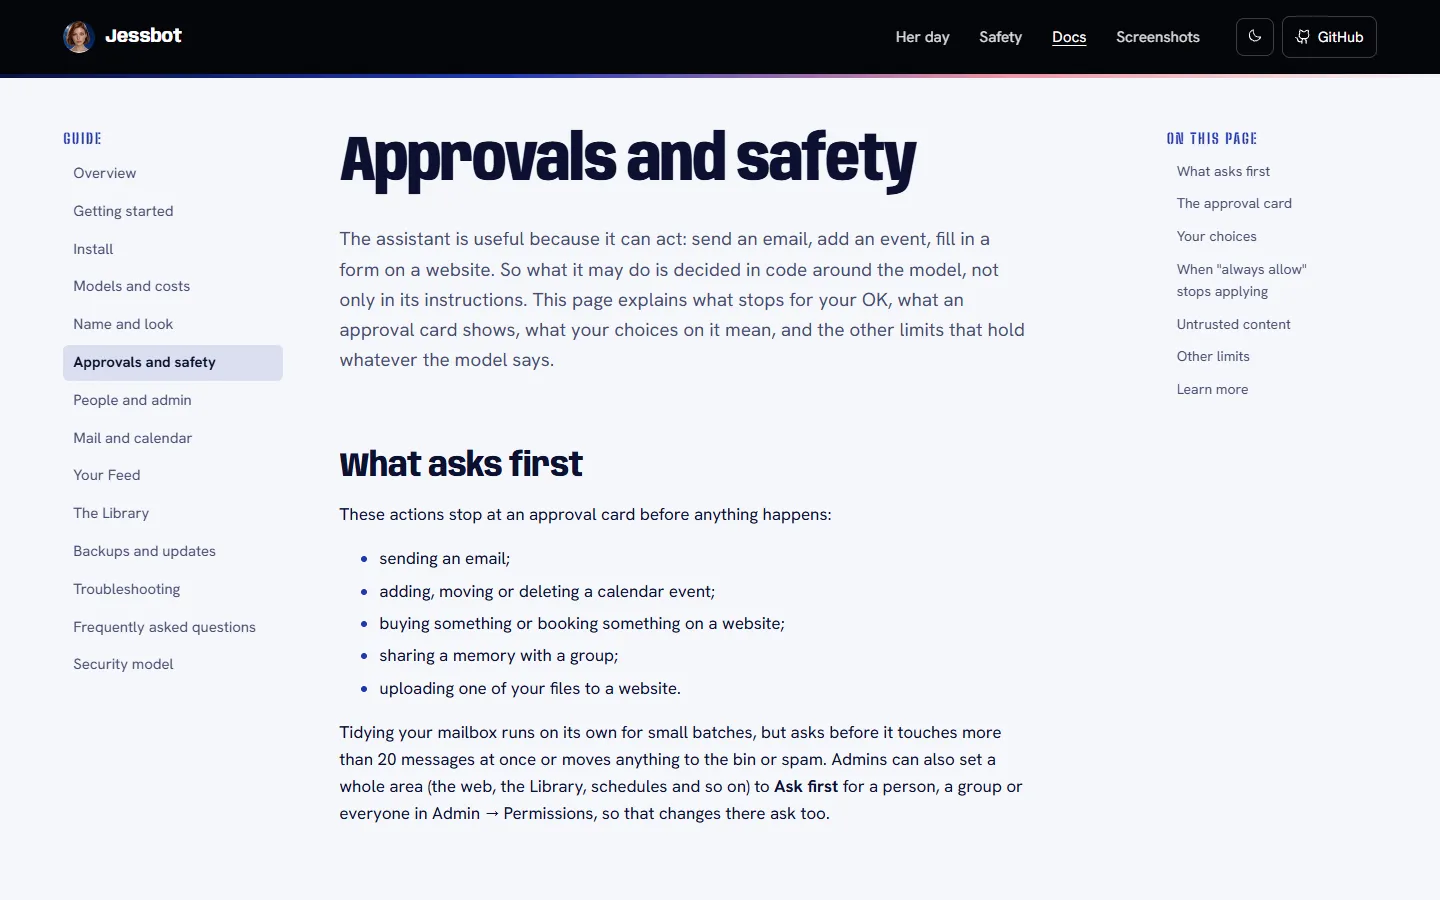 Jessbot
Her day
Safety
Docs
Screenshots
GitHub
GUIDE
Overview
Getting started
Install
Models and costs
Name and look
Approvals and safety
People and admin
Mail and calendar
Your Feed
The Library
Backups and updates
Troubleshooting
Frequently asked questions
Security model
Approvals and safety
The assistant is useful because it can act: send an email, add an event, fill in a
form on a website. So what it may do is decided in code around the model, not
only in its instructions. This page explains what stops for your OK, what an
approval card shows, what your choices on it mean, and the other limits that hold
whatever the model says.
What asks first
These actions stop at an approval card before anything happens:
• sending an email;
• adding, moving or deleting a calendar event;
• buying something or booking something on a website;
• sharing a memory with a group;
• uploading one of your files to a website.
Tidying your mailbox runs on its own for small batches, but asks before it touches more
than 20 messages at once or moves anything to the bin or spam. Admins can also set a
whole area (the web, the Library, schedules and so on) to Ask first for a person, a group or
everyone in Admin → Permissions, so that changes there ask too.
ON THIS PAGE
What asks first
The approval card
Your choices
When "always allow"
stops applying
Untrusted content
Other limits
Learn more